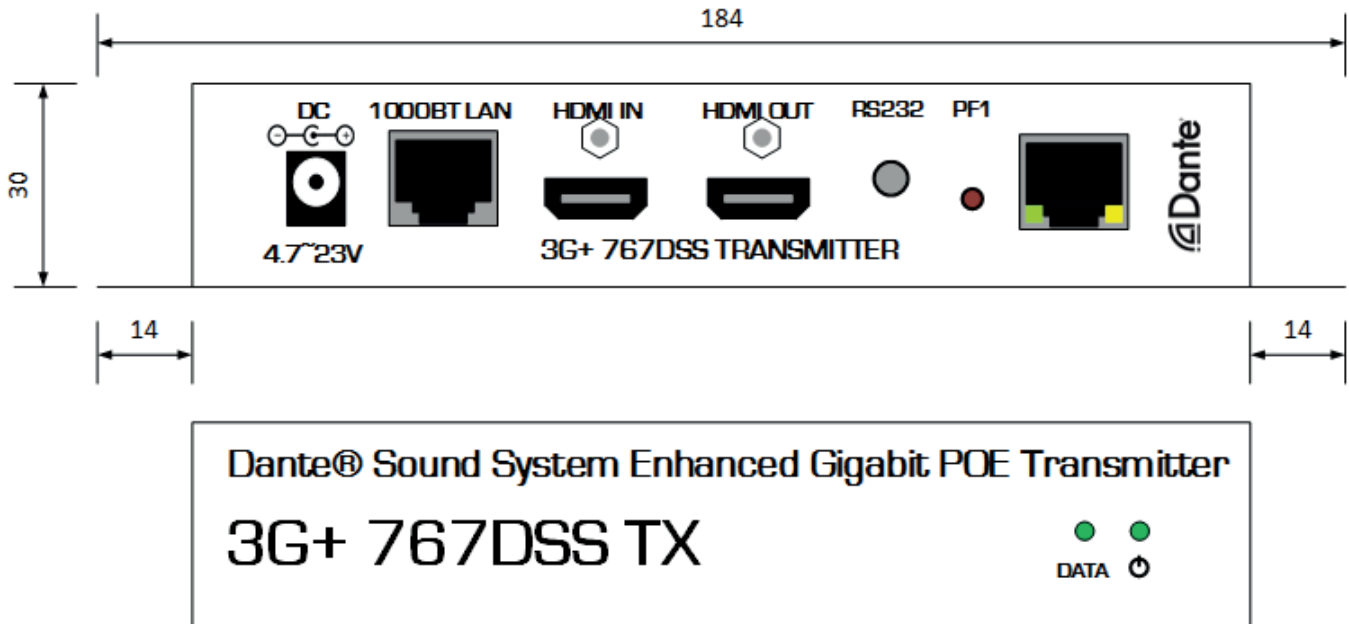 184
DC 1000BT LAN HDMI IN HDMI OUT RS232 PF1
30
4.7~23V
3G+ 767DSS TRANSMITTER
Dante
14
14
Dante® Sound System Enhanced Gigabit POE Transmitter
3G+ 767DSS TX
DATA